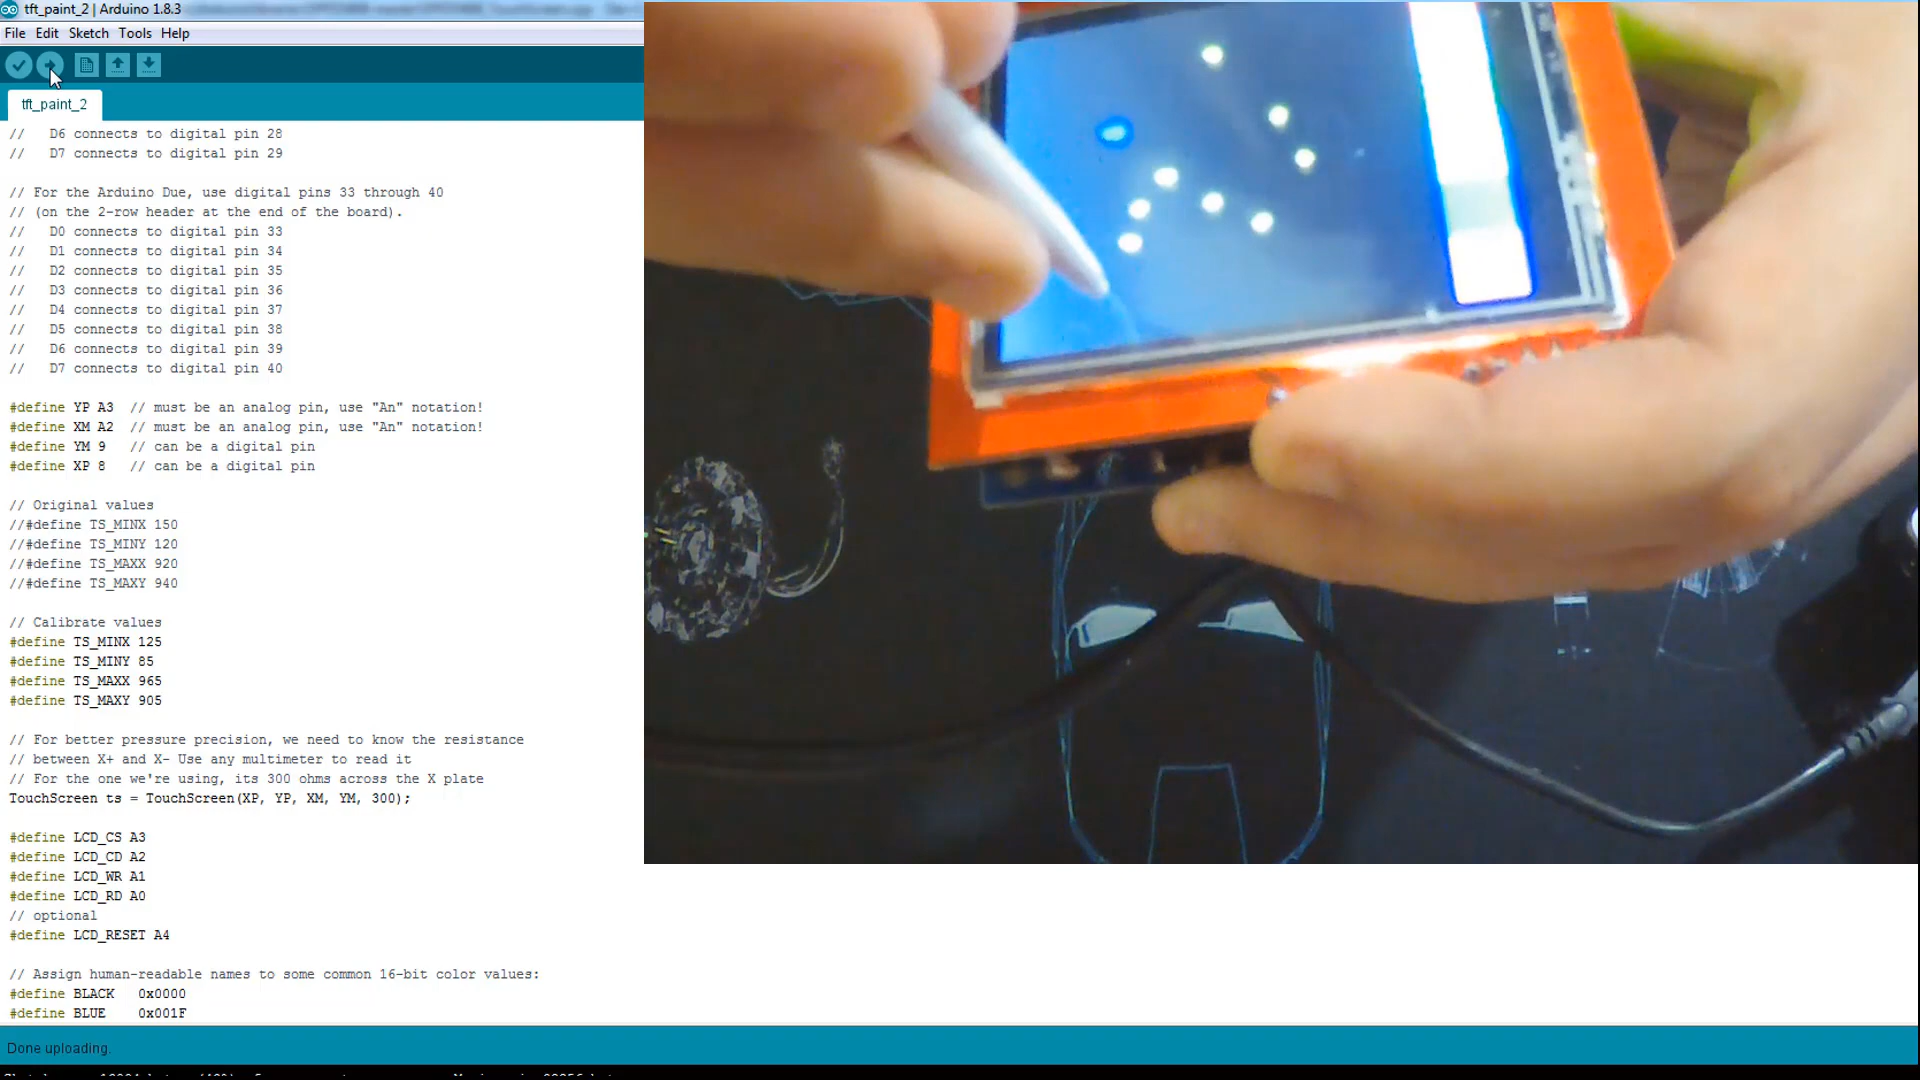 tft_paint_2 | Arduino 1.8.3
File Edit Sketch Tools Help
tft_paint_2
// D6 connects to digital pin 28
// D7 connects to digital pin 29
// For the Arduino Due, use digital pins 33 through 40
// (on the 2-row header at the end of the board).
// D0 connects to digital pin 33
// D1 connects to digital pin 34
// D2 connects to digital pin 35
// D3 connects to digital pin 36
// D4 connects to digital pin 37
// D5 connects to digital pin 38
// D6 connects to digital pin 39
// D7 connects to digital pin 40
#define YP A3 // must be an analog pin, use "An" notation!
#define XM A2 // must be an analog pin, use "An" notation!
#define YM 9 // can be a digital pin
#define XP 8 // can be a digital pin
// Original values
//#define TS_MINX 150
//#define TS_MINY 120
//#define TS_MAXX 920
//#define TS_MAXY 940
// Calibrate values
#define TS_MINX 125
#define TS_MINY 85
#define TS_MAXX 965
#define TS_MAXY 905
// For better pressure precision, we need to know the resistance
// between X+ and X- Use any multimeter to read it
// For the one we're using, its 300 ohms across the X plate
TouchScreen ts = TouchScreen(XP, YP, XM, YM, 300);
#define LCD_CS A3
#define LCD_CD A2
#define LCD_WR A1
#define LCD_RD A0
// optional
#define LCD_RESET A4
// Assign human-readable names to some common 16-bit color values:
#define BLACK 0x0000
#define BLUE 0x001F
Done uploading.